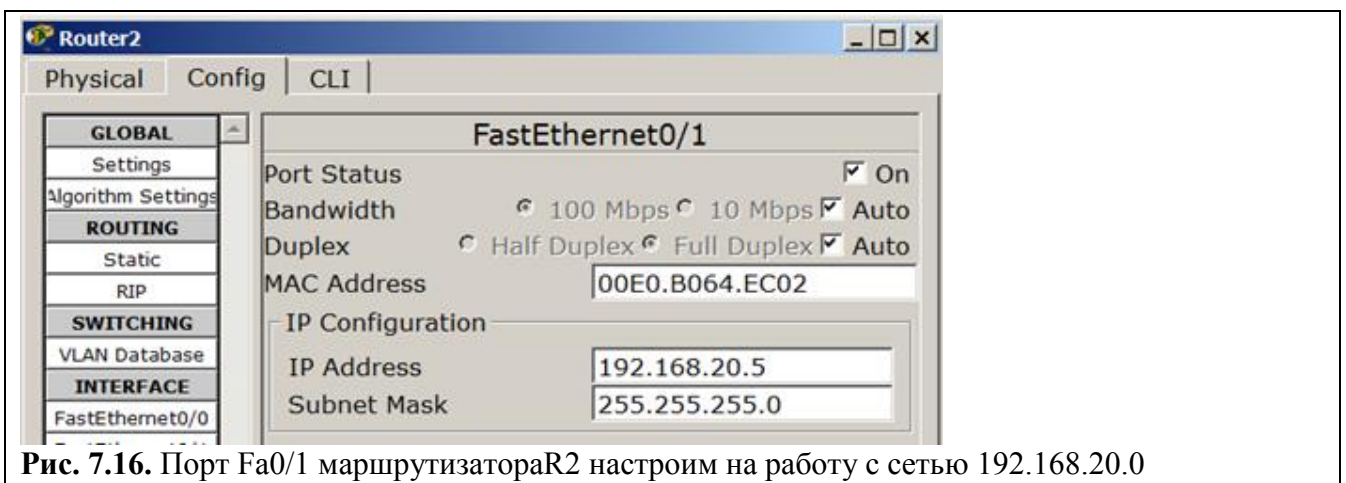 Router2
Physical Config CLI
GLOBAL
Settings
Algorithm Settings
ROUTING
Static
RIP
SWITCHING
VLAN Database
INTERFACE
FastEthernet0/0
FastEthernet0/1
Port Status On
Bandwidth 100 Mbps 10 Mbps Auto
Duplex Half Duplex Full Duplex Auto
MAC Address 00E0.B064.EC02
IP Configuration
IP Address 192.168.20.5
Subnet Mask 255.255.255.0
Рис. 7.16. Порт Fa0/1 маршрутизатораR2 настроим на работу с сетью 192.168.20.0